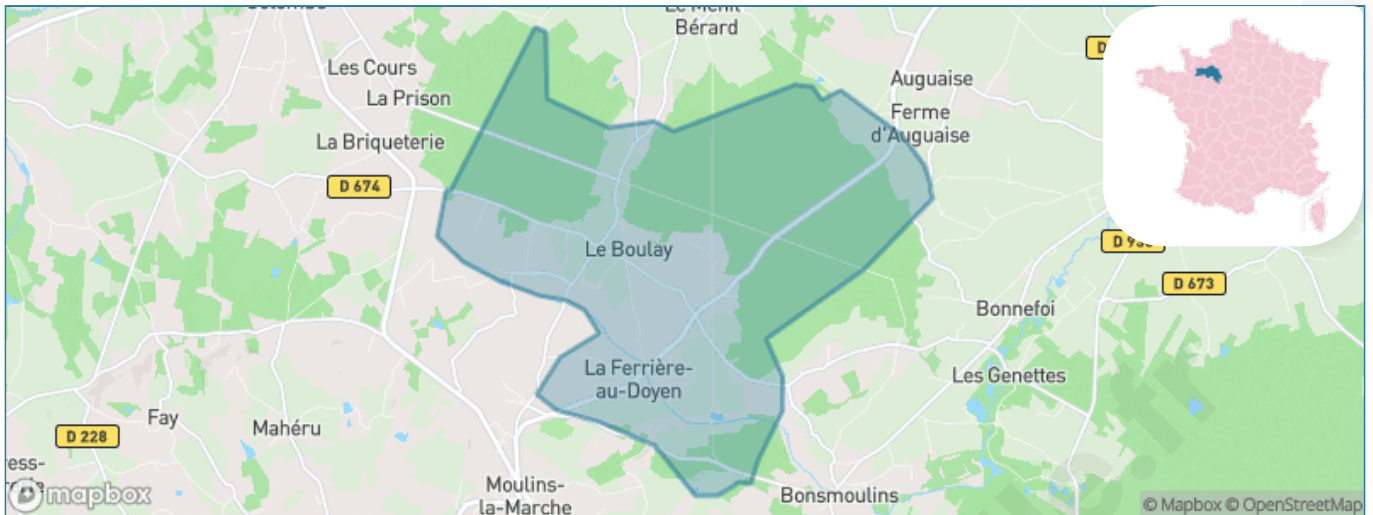 Le Ménil
Bérard
Les Cours
Auguaise
La Prison
Ferme
d'Auguaise
La Briqueterie
D 674
Le Boulay
D 673
Bonnefoi
La Ferrière-
au-Doyen
Les Genettes
Fay
Mahéru
D 228
Moulins-
la-Marche
Bonsmoulins
mapbox
© Mapbox © OpenStreetMap